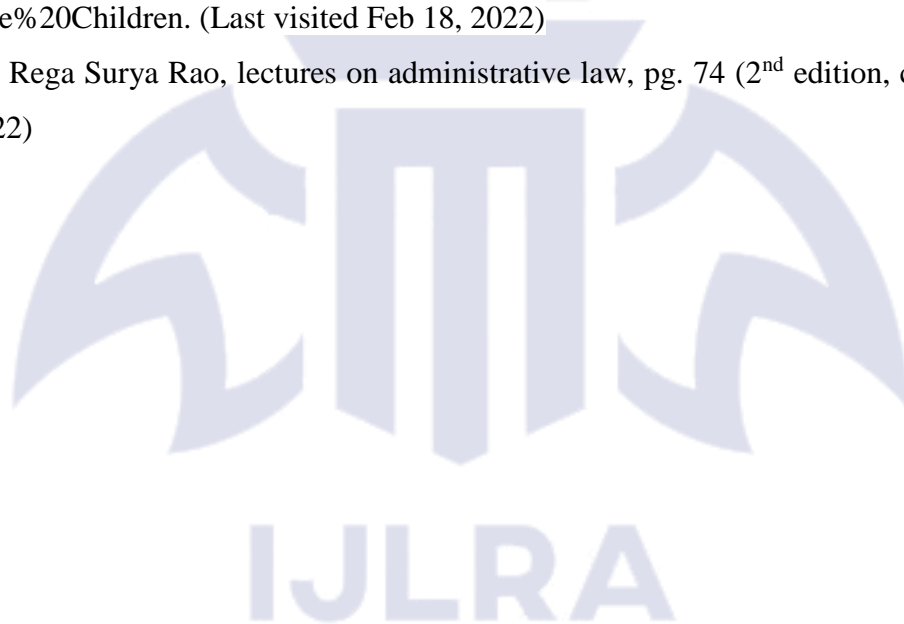 e%20Children. (Last visited Feb 18, 2022)
Rega Surya Rao, lectures on administrative law, pg. 74 (2nd edition,
22)
IJLRA